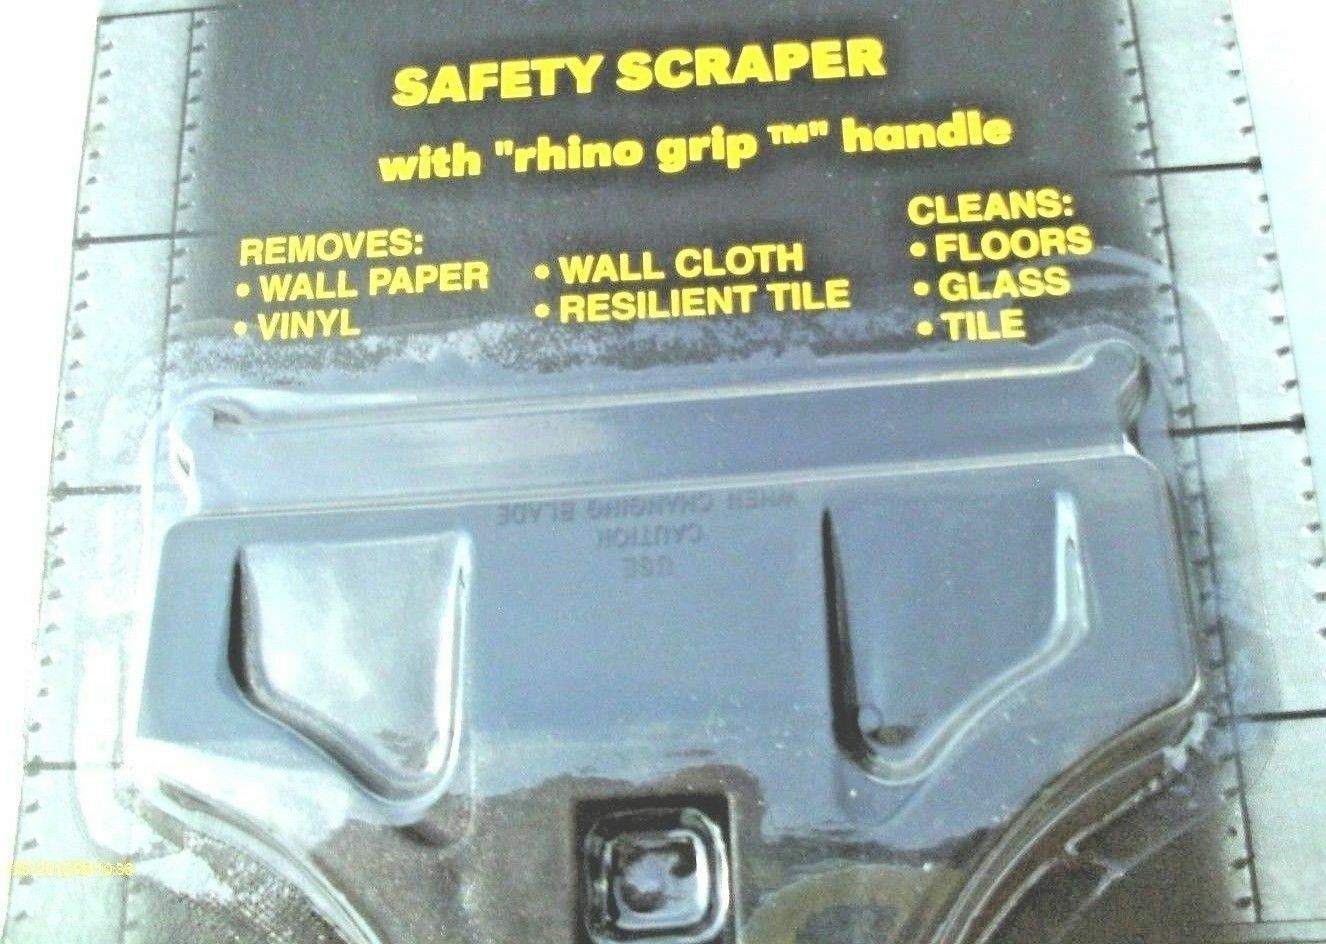 SAFETY SCRAPER
with "rhino grip ™" handle
REMOVES:
• WALL PAPER
• VINYL
• WALL CLOTH
• RESILIENT TILE
CLEANS:
• FLOORS
• GLASS
• TILE
USE
CAUTION
WHEN CHANGING BLADE